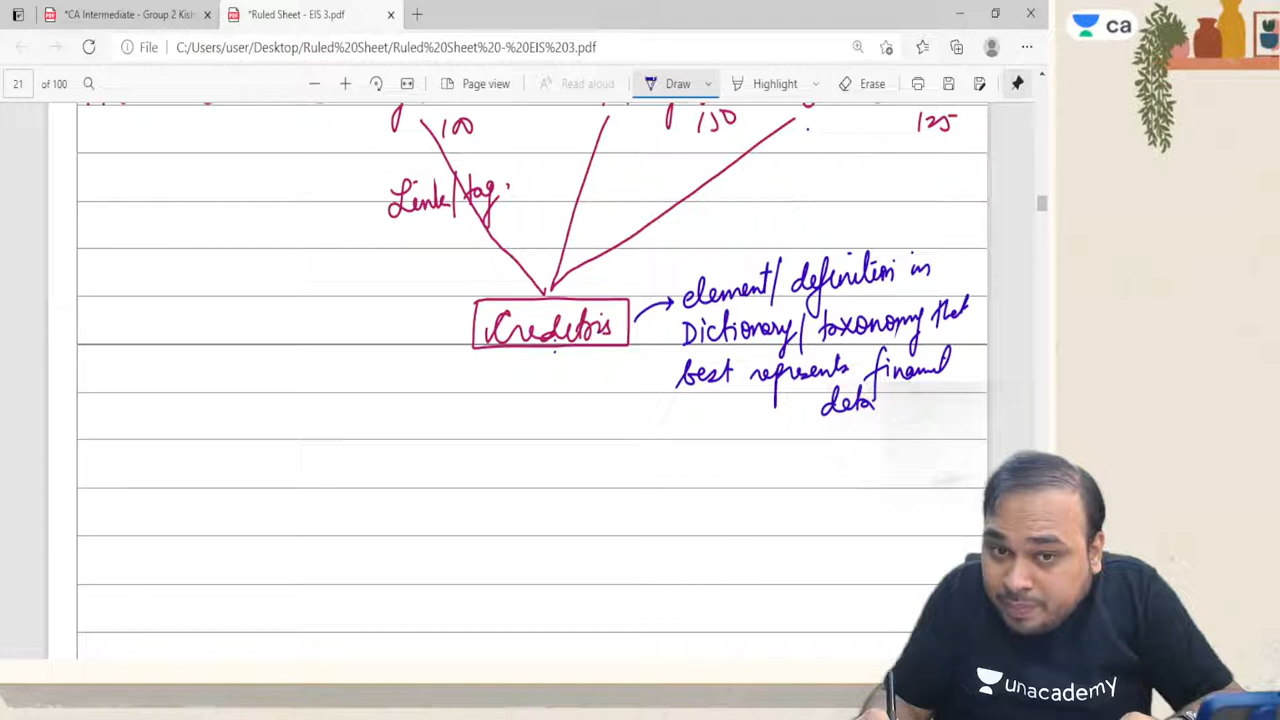 *CA Intermediate - Group 2 Kish
*Ruled Sheet - EIS 3.pdf
ca
File
C:/Users/user/Desktop/Ruled%20Sheet/Ruled%20Sheet%20-%20EIS%203.pdf
21 of 100
Page view
Read aloud
Draw
Highlight
Erase
100
150
125
Link/tag.
Creditors
element/ definition in
Dictionary/ taxonomy that
best represents financial
data
unacademy